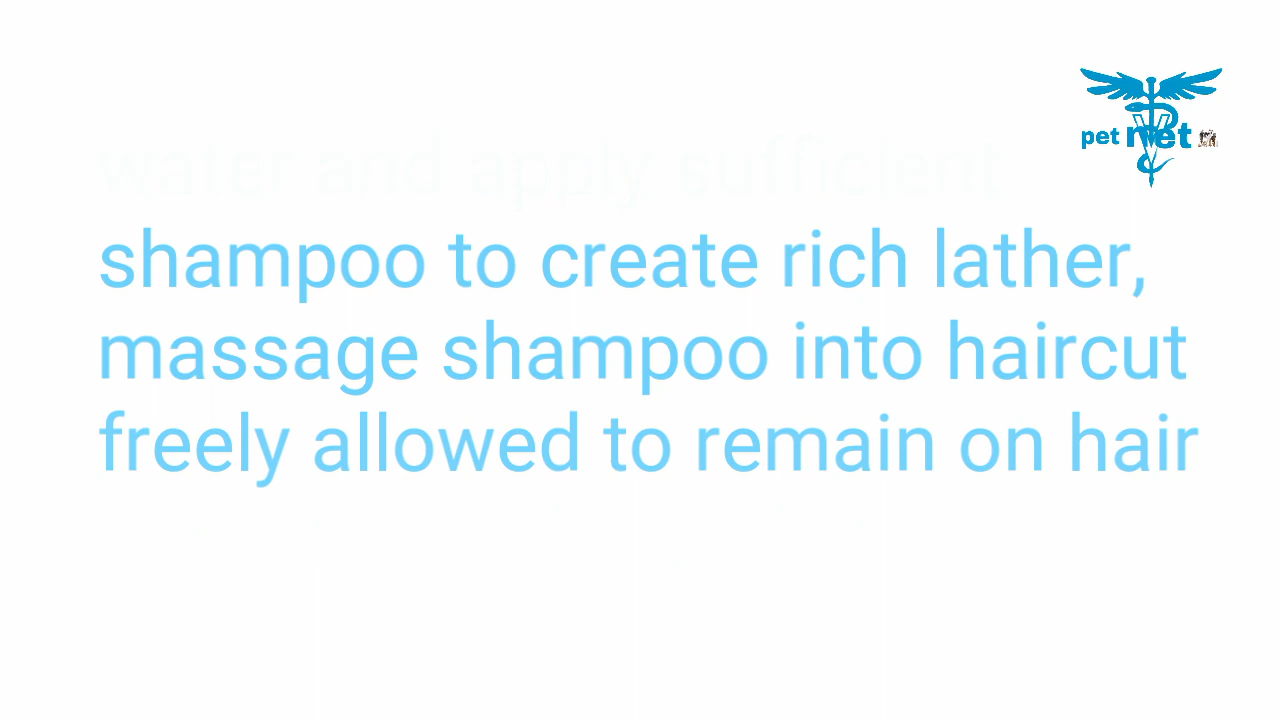 water and apply sufficient
shampoo to create rich lather,
massage shampoo into haircut
freely allowed to remain on hair
pet met